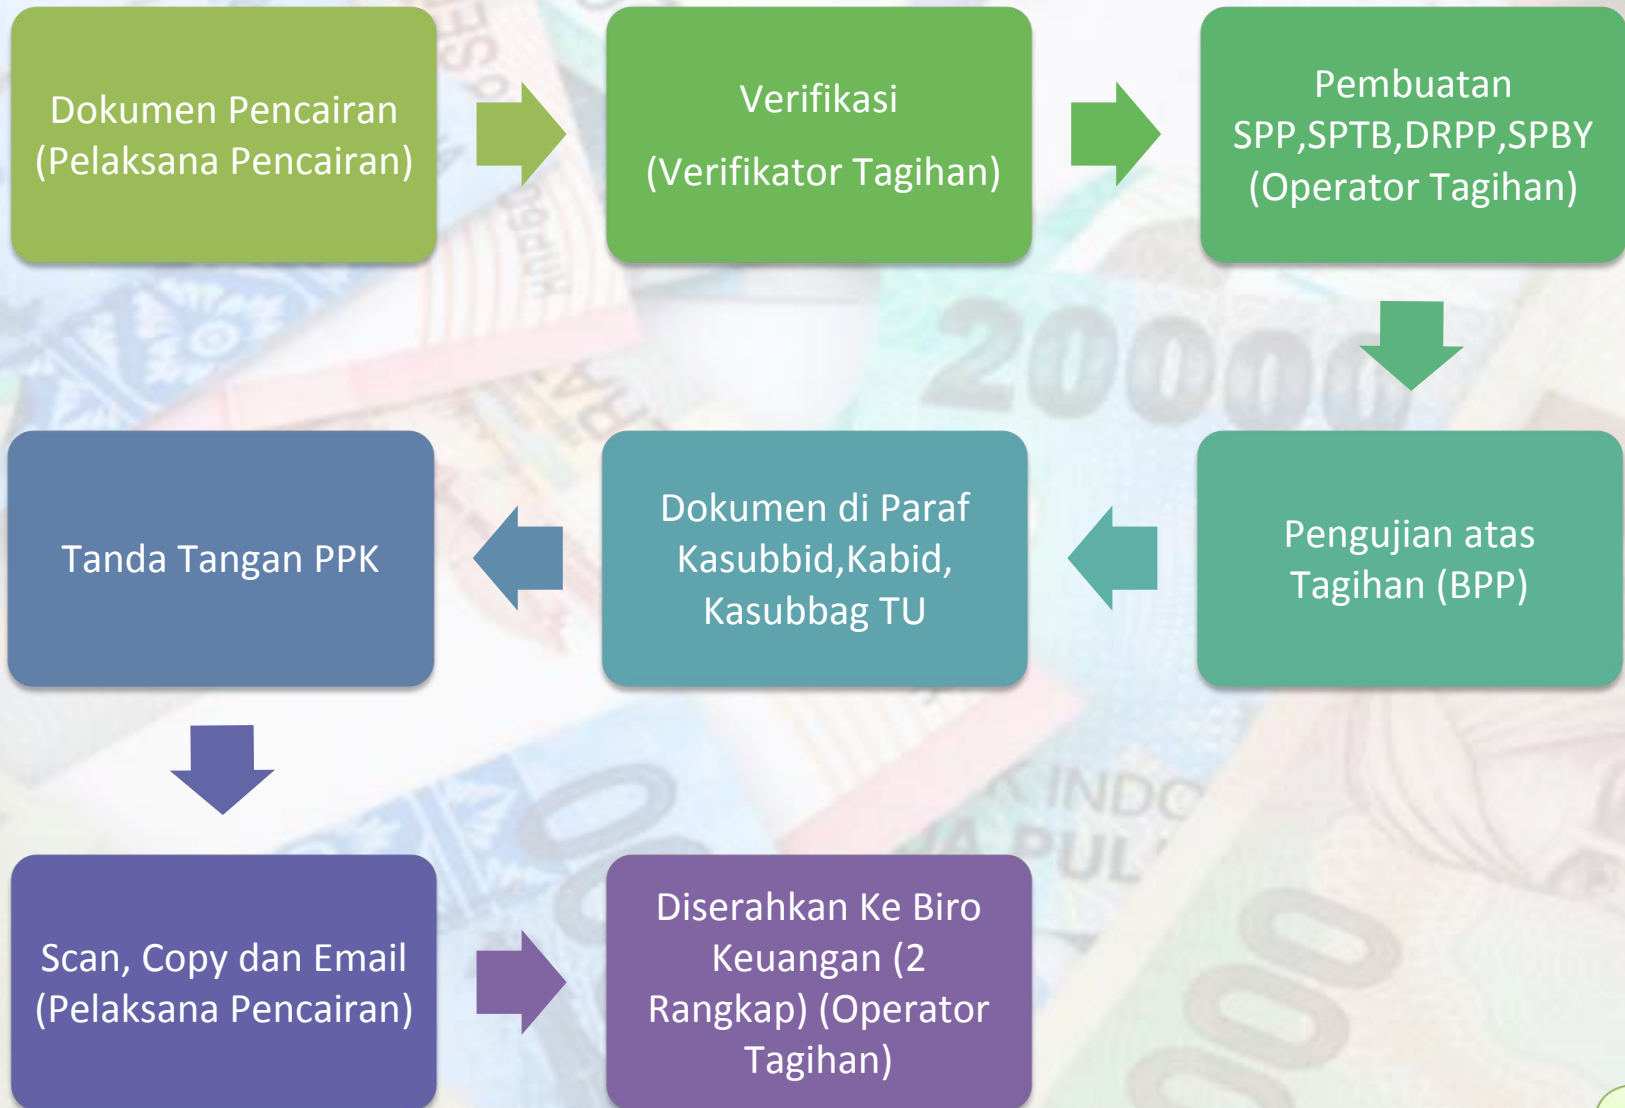 Dokumen Pencairan
(Pelaksana Pencairan)
Verifikasi
(Verifikator Tagihan)
Pembuatan
SPP,SPTB,DRPP,SPBY
(Operator Tagihan)
Pengujian atas
Tagihan (BPP)
Dokumen di Paraf
Kasubbid,Kabid,
Kasubbag TU
Tanda Tangan PPK
Scan, Copy dan Email
(Pelaksana Pencairan)
Diserahkan Ke Biro
Keuangan (2
Rangkap) (Operator
Tagihan)
20000